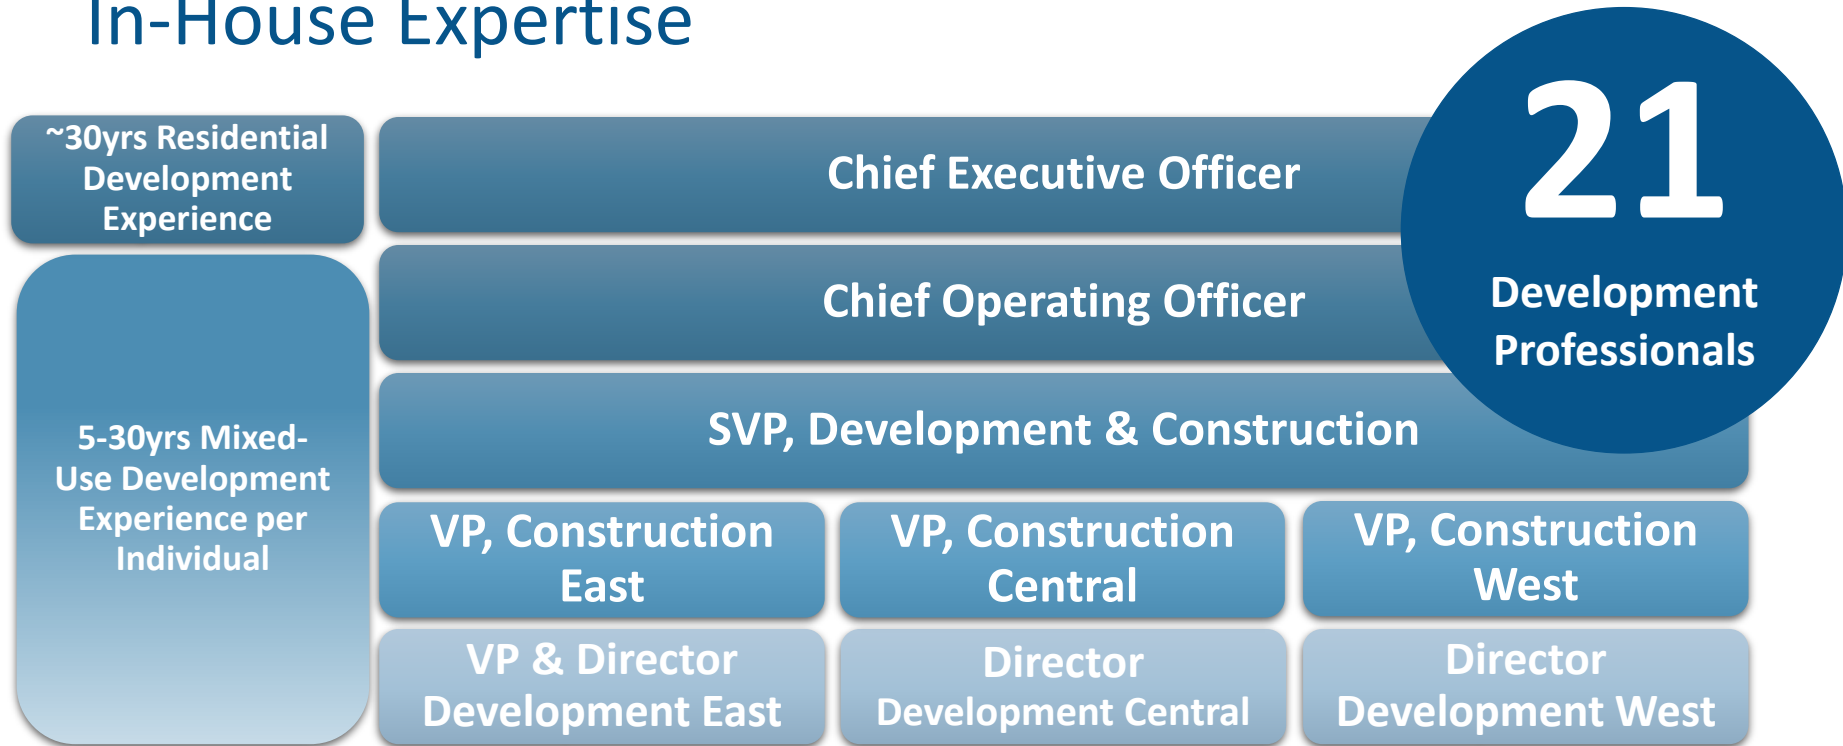 In-House Expertise
~30yrs Residential
Development
Experience
Chief Executive Officer
21
Development
Professionals
Chief Operating Officer
5-30yrs Mixed-
Use Development
Experience per
Individual
SVP, Development & Construction
VP, Construction
East
VP, Construction
Central
VP, Construction
West
VP & Director
Development East
Director
Development Central
Director
Development West